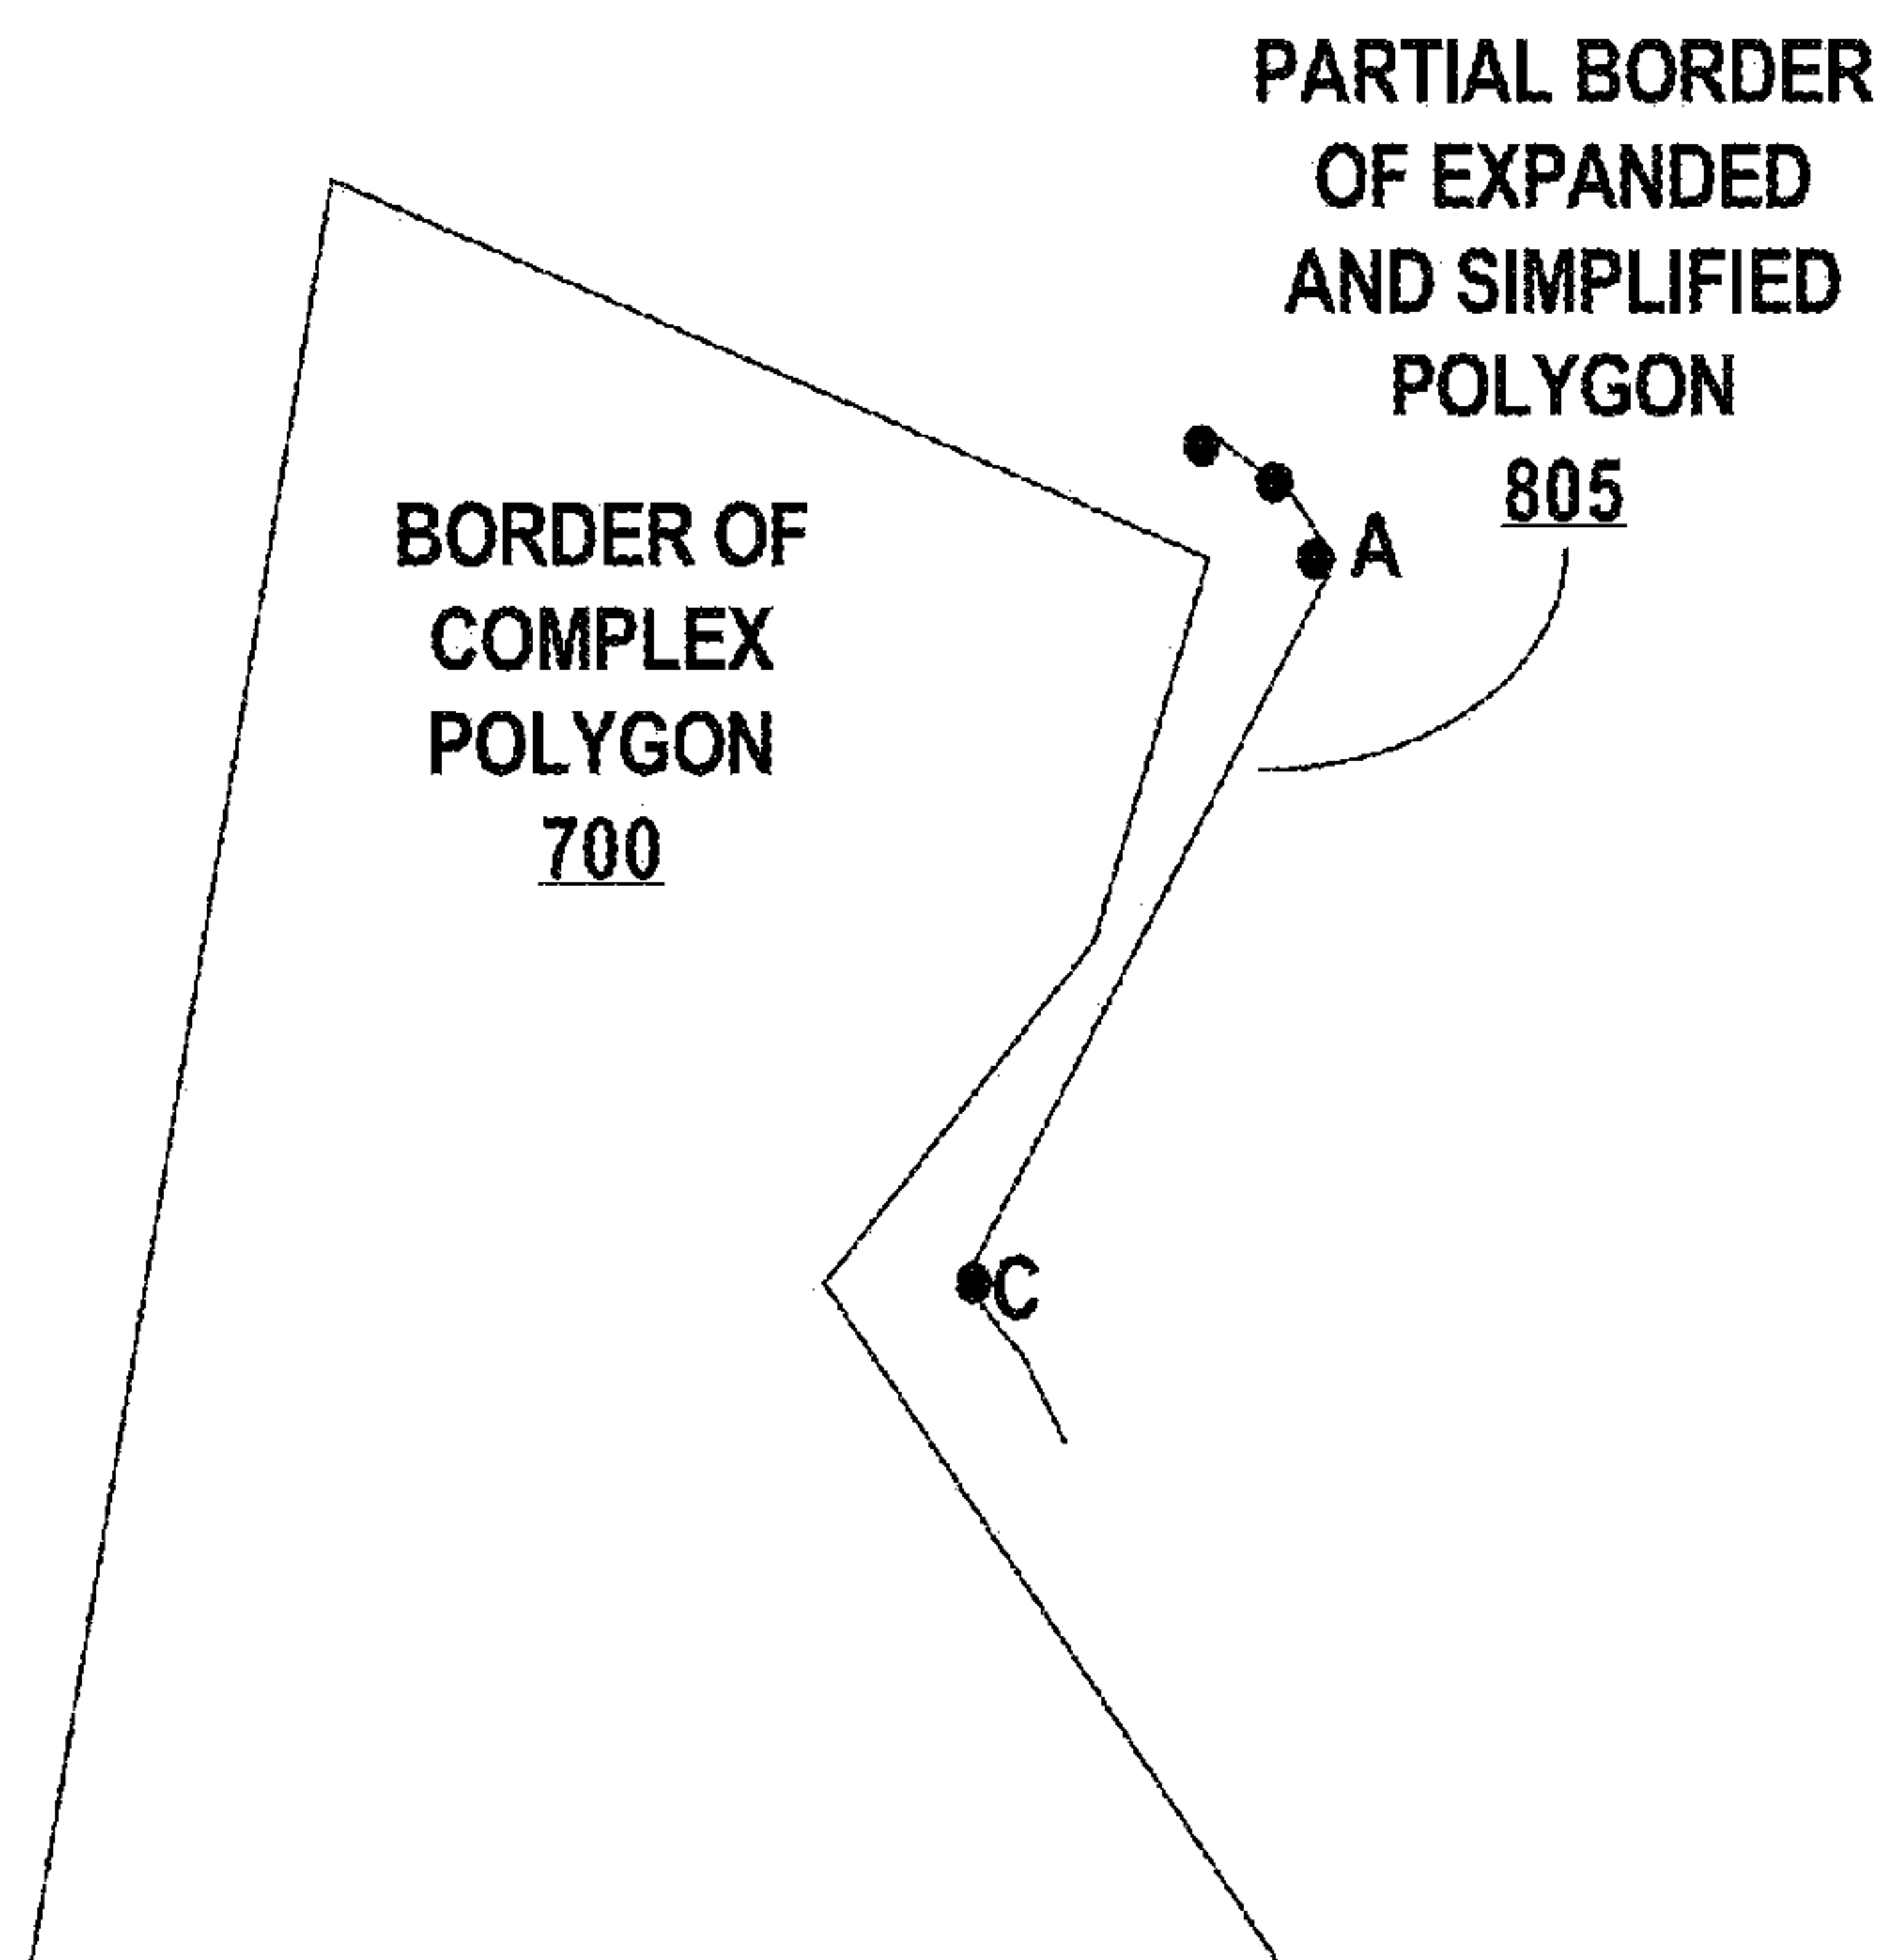 PARTIAL BORDER
OF EXPANDED
AND SIMPLIFIED
POLYGON
805
BORDER OF
COMPLEX
POLYGON
700
A
C